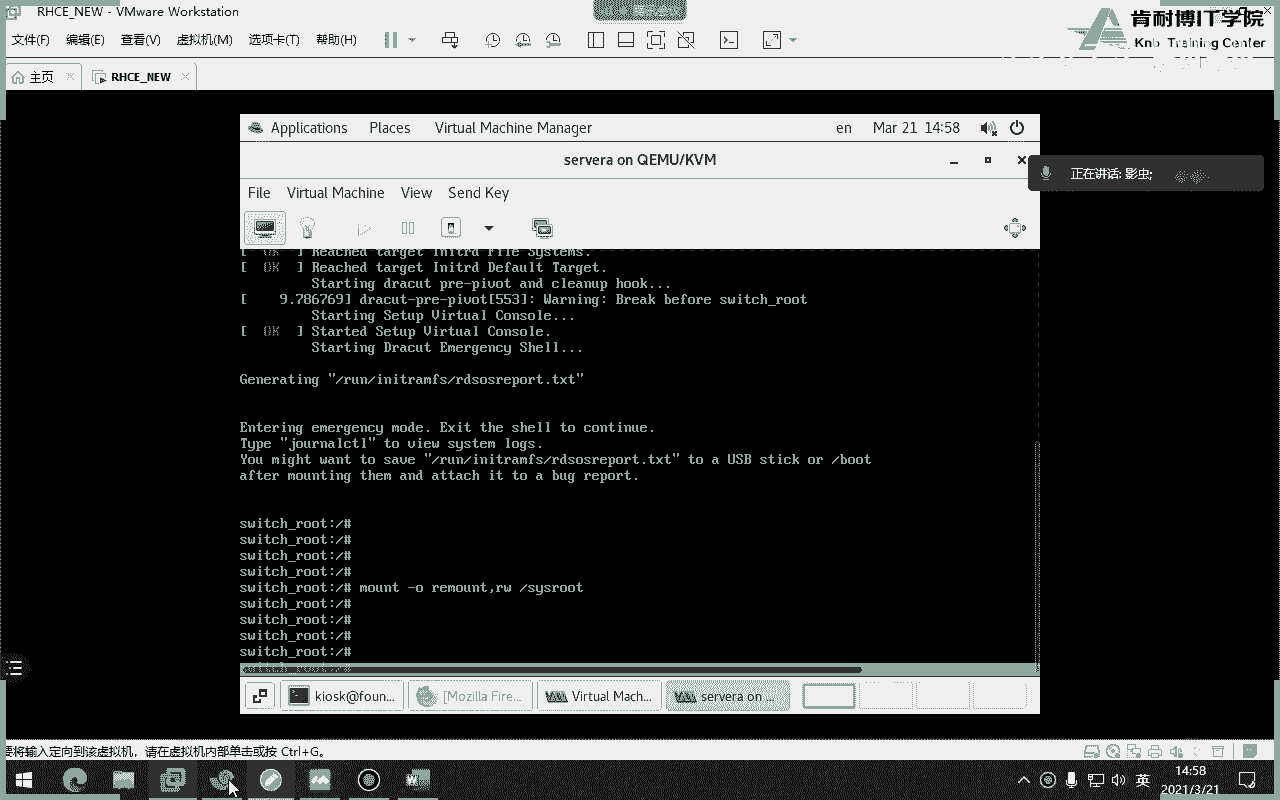 RHCE_NEW - VMware Workstation
肯耐博IT学院
Knb Training Center
文件(F) 编辑(E) 查看(V) 虚拟机(M) 选项卡(T) 帮助(H)
主页 RHCE_NEW
Applications Places Virtual Machine Manager en Mar 21 14:58
servera on QEMU/KVM
正在讲话: 影虫;
File Virtual Machine View Send Key
[ OK ] Reached target Initrd File Systems.
[ OK ] Reached target Initrd Default Target.
Starting dracut pre-pivot and cleanup hook...
[ 9.786769] dracut-pre-pivot[553]: Warning: Break before switch_root
Starting Setup Virtual Console...
[ OK ] Started Setup Virtual Console.
Starting Dracut Emergency Shell...
Generating "/run/initramfs/rdsosreport.txt"
Entering emergency mode. Exit the shell to continue.
Type "journalctl" to view system logs.
You might want to save "/run/initramfs/rdsosreport.txt" to a USB stick or /boot
after mounting them and attach it to a bug report.
switch_root:/#
switch_root:/#
switch_root:/#
switch_root:/#
switch_root:/# mount -o remount,rw /sysroot
switch_root:/#
switch_root:/#
switch_root:/#
switch_root:/#
switch_root:/#
kiosk@foun... [Mozilla Fire... Virtual Mach... servera on ...
要将输入定向到该虚拟机，请在虚拟机内部单击或按 Ctrl+G。
英 14:58
2021/3/21